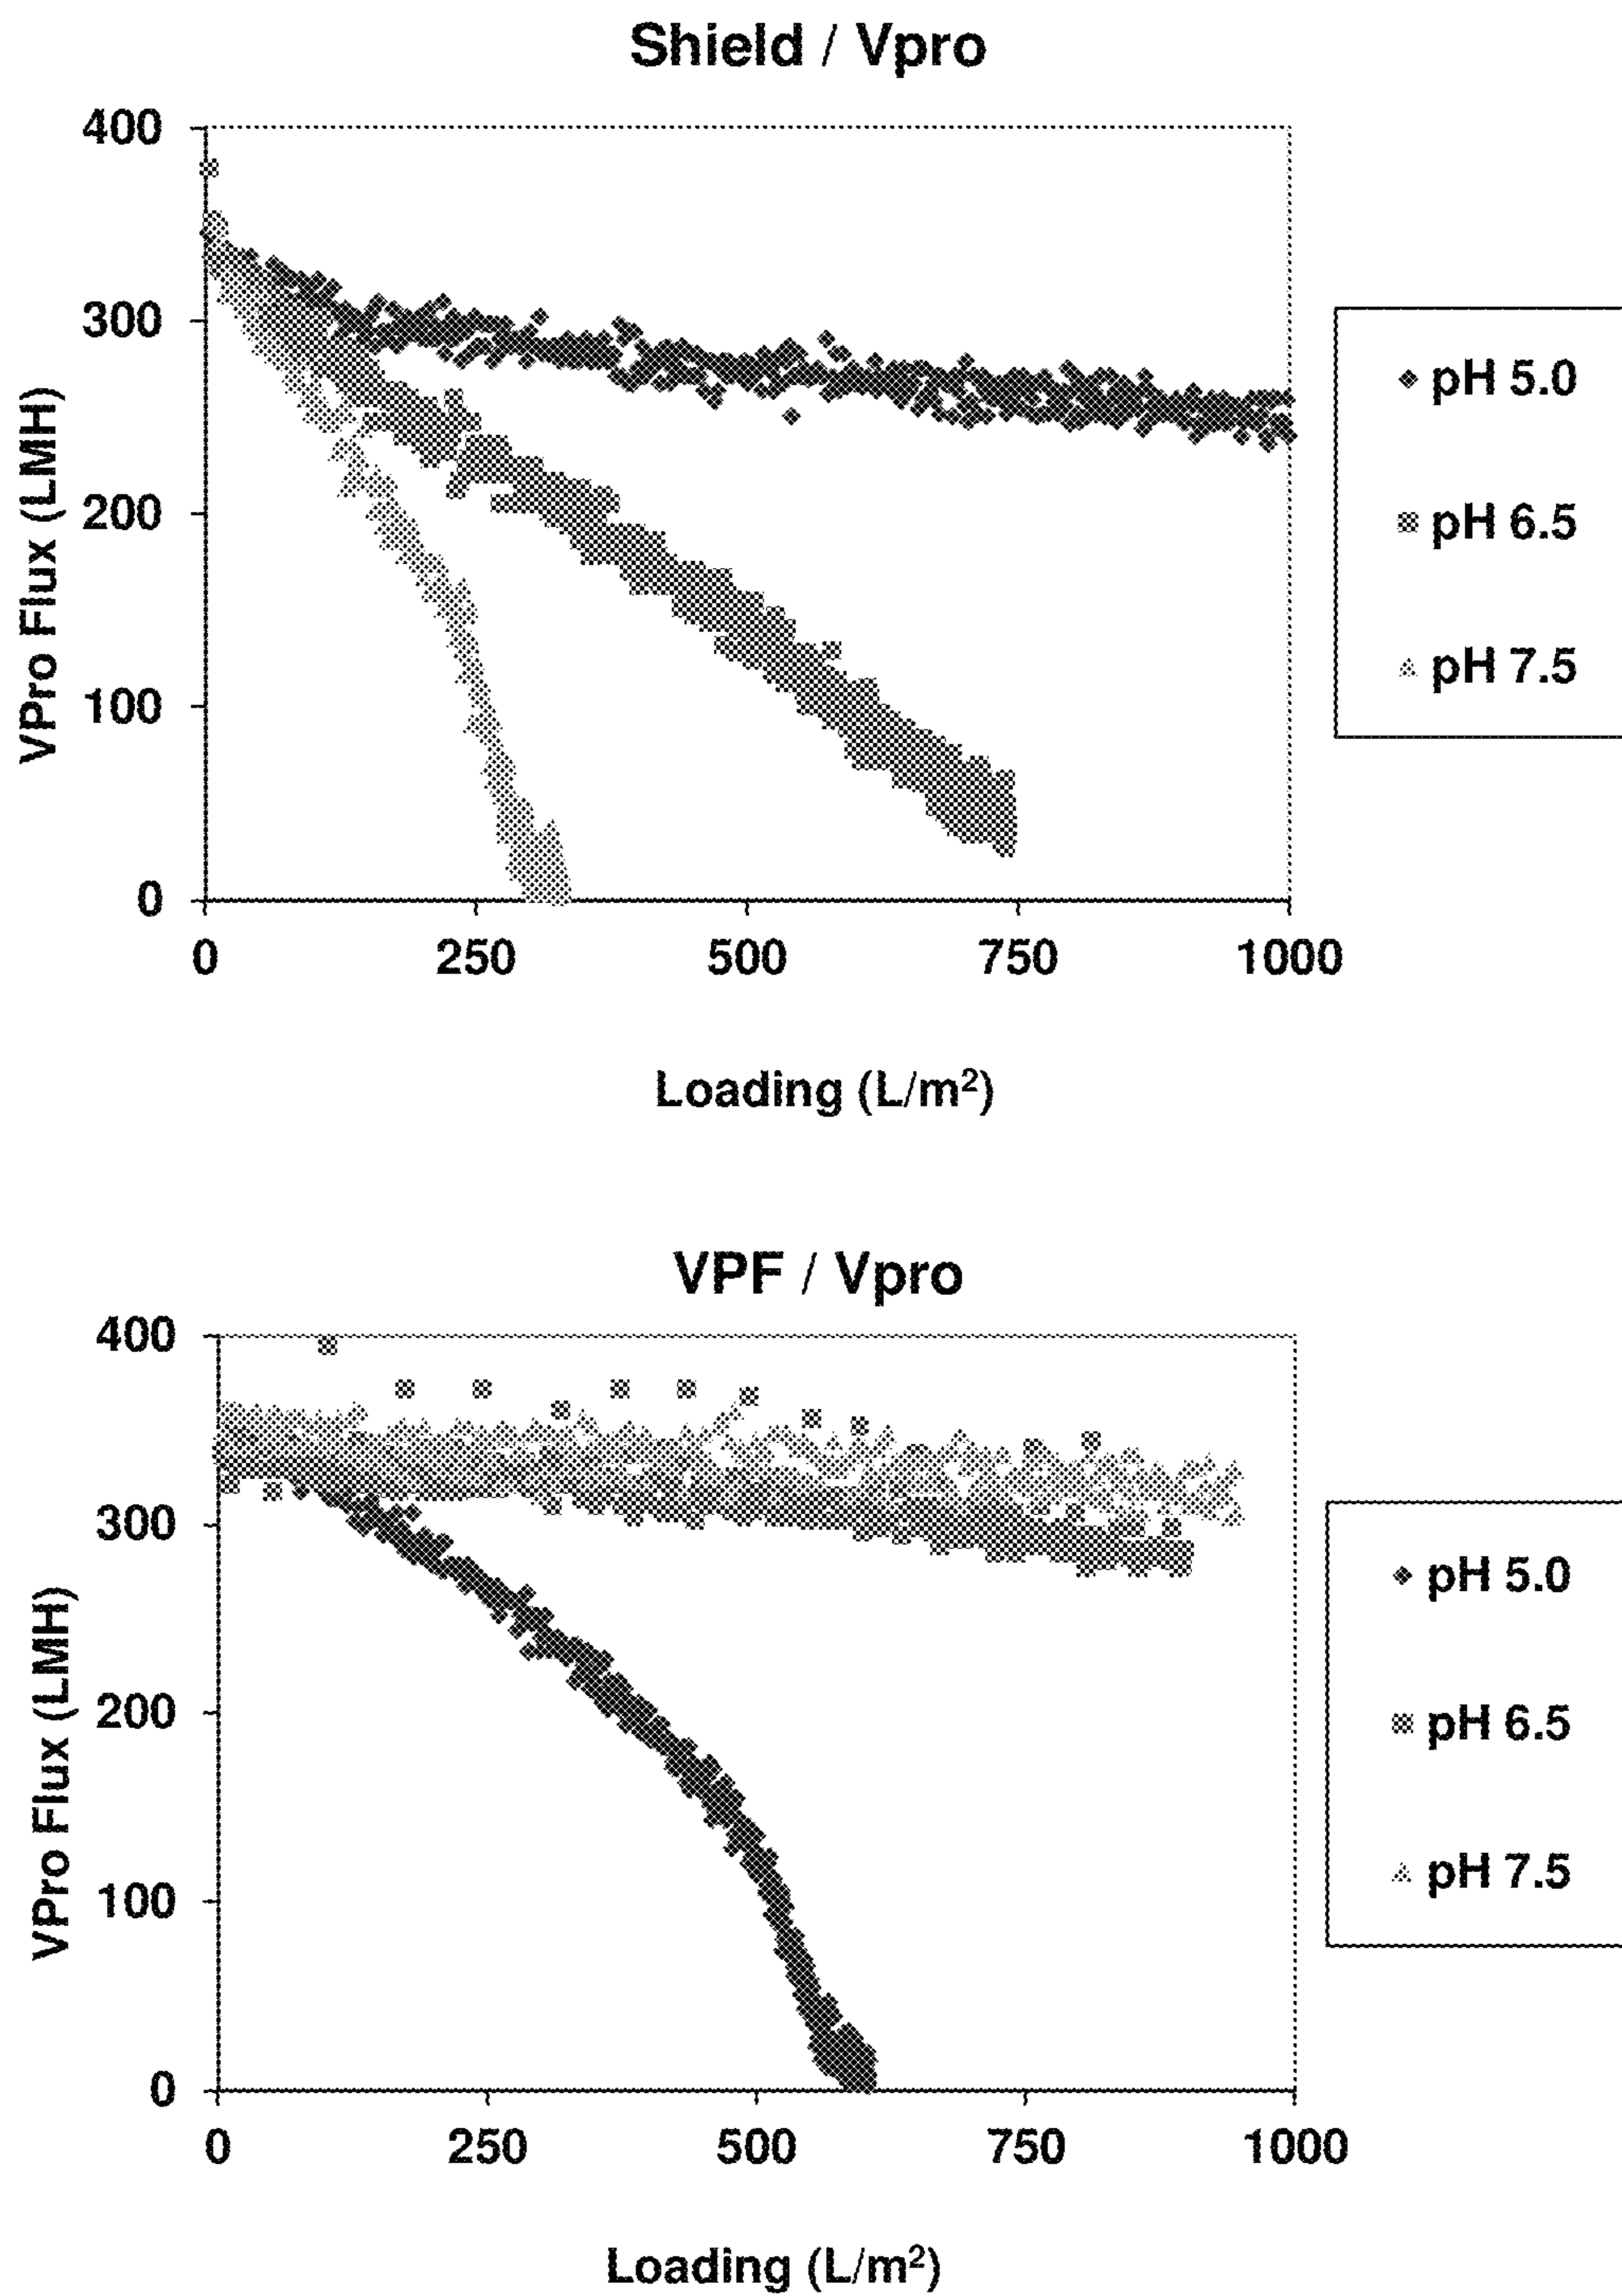 Shield / Vpro
400
300
200
100
0
VPro Flux (LMH)
0 250 500 750 1000
Loading (L/m²)
pH 5.0
pH 6.5
pH 7.5
VPF / Vpro
400
300
200
100
0
VPro Flux (LMH)
0 250 500 750 1000
Loading (L/m²)
pH 5.0
pH 6.5
pH 7.5